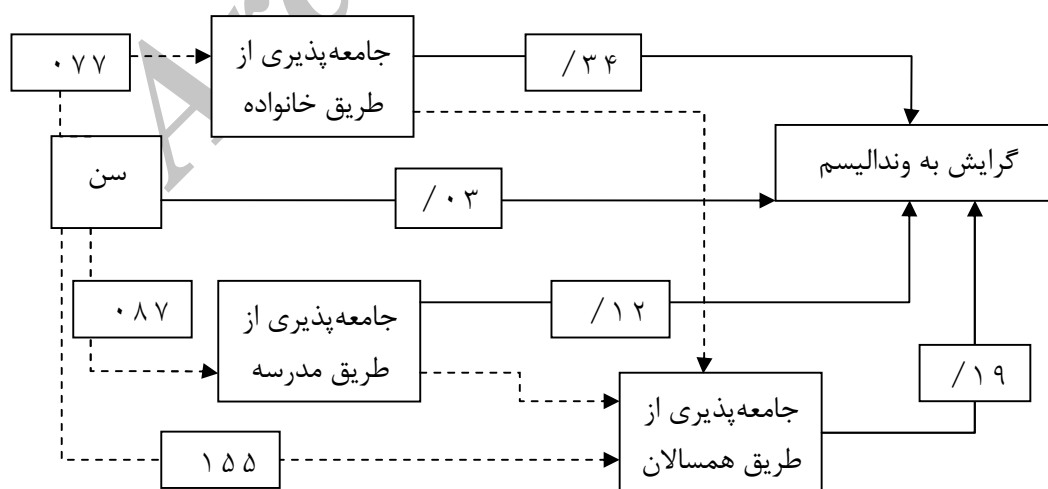 جامعه‌پذیری از
طریق خانواده
۰۷۷
/۳۴
گرایش به وندالیسم
سن
/۰۳
۰۸۷
جامعه‌پذیری از
طریق مدرسه
/۱۲
/۱۹
جامعه‌پذیری از
طریق همسالان
۱۵۵